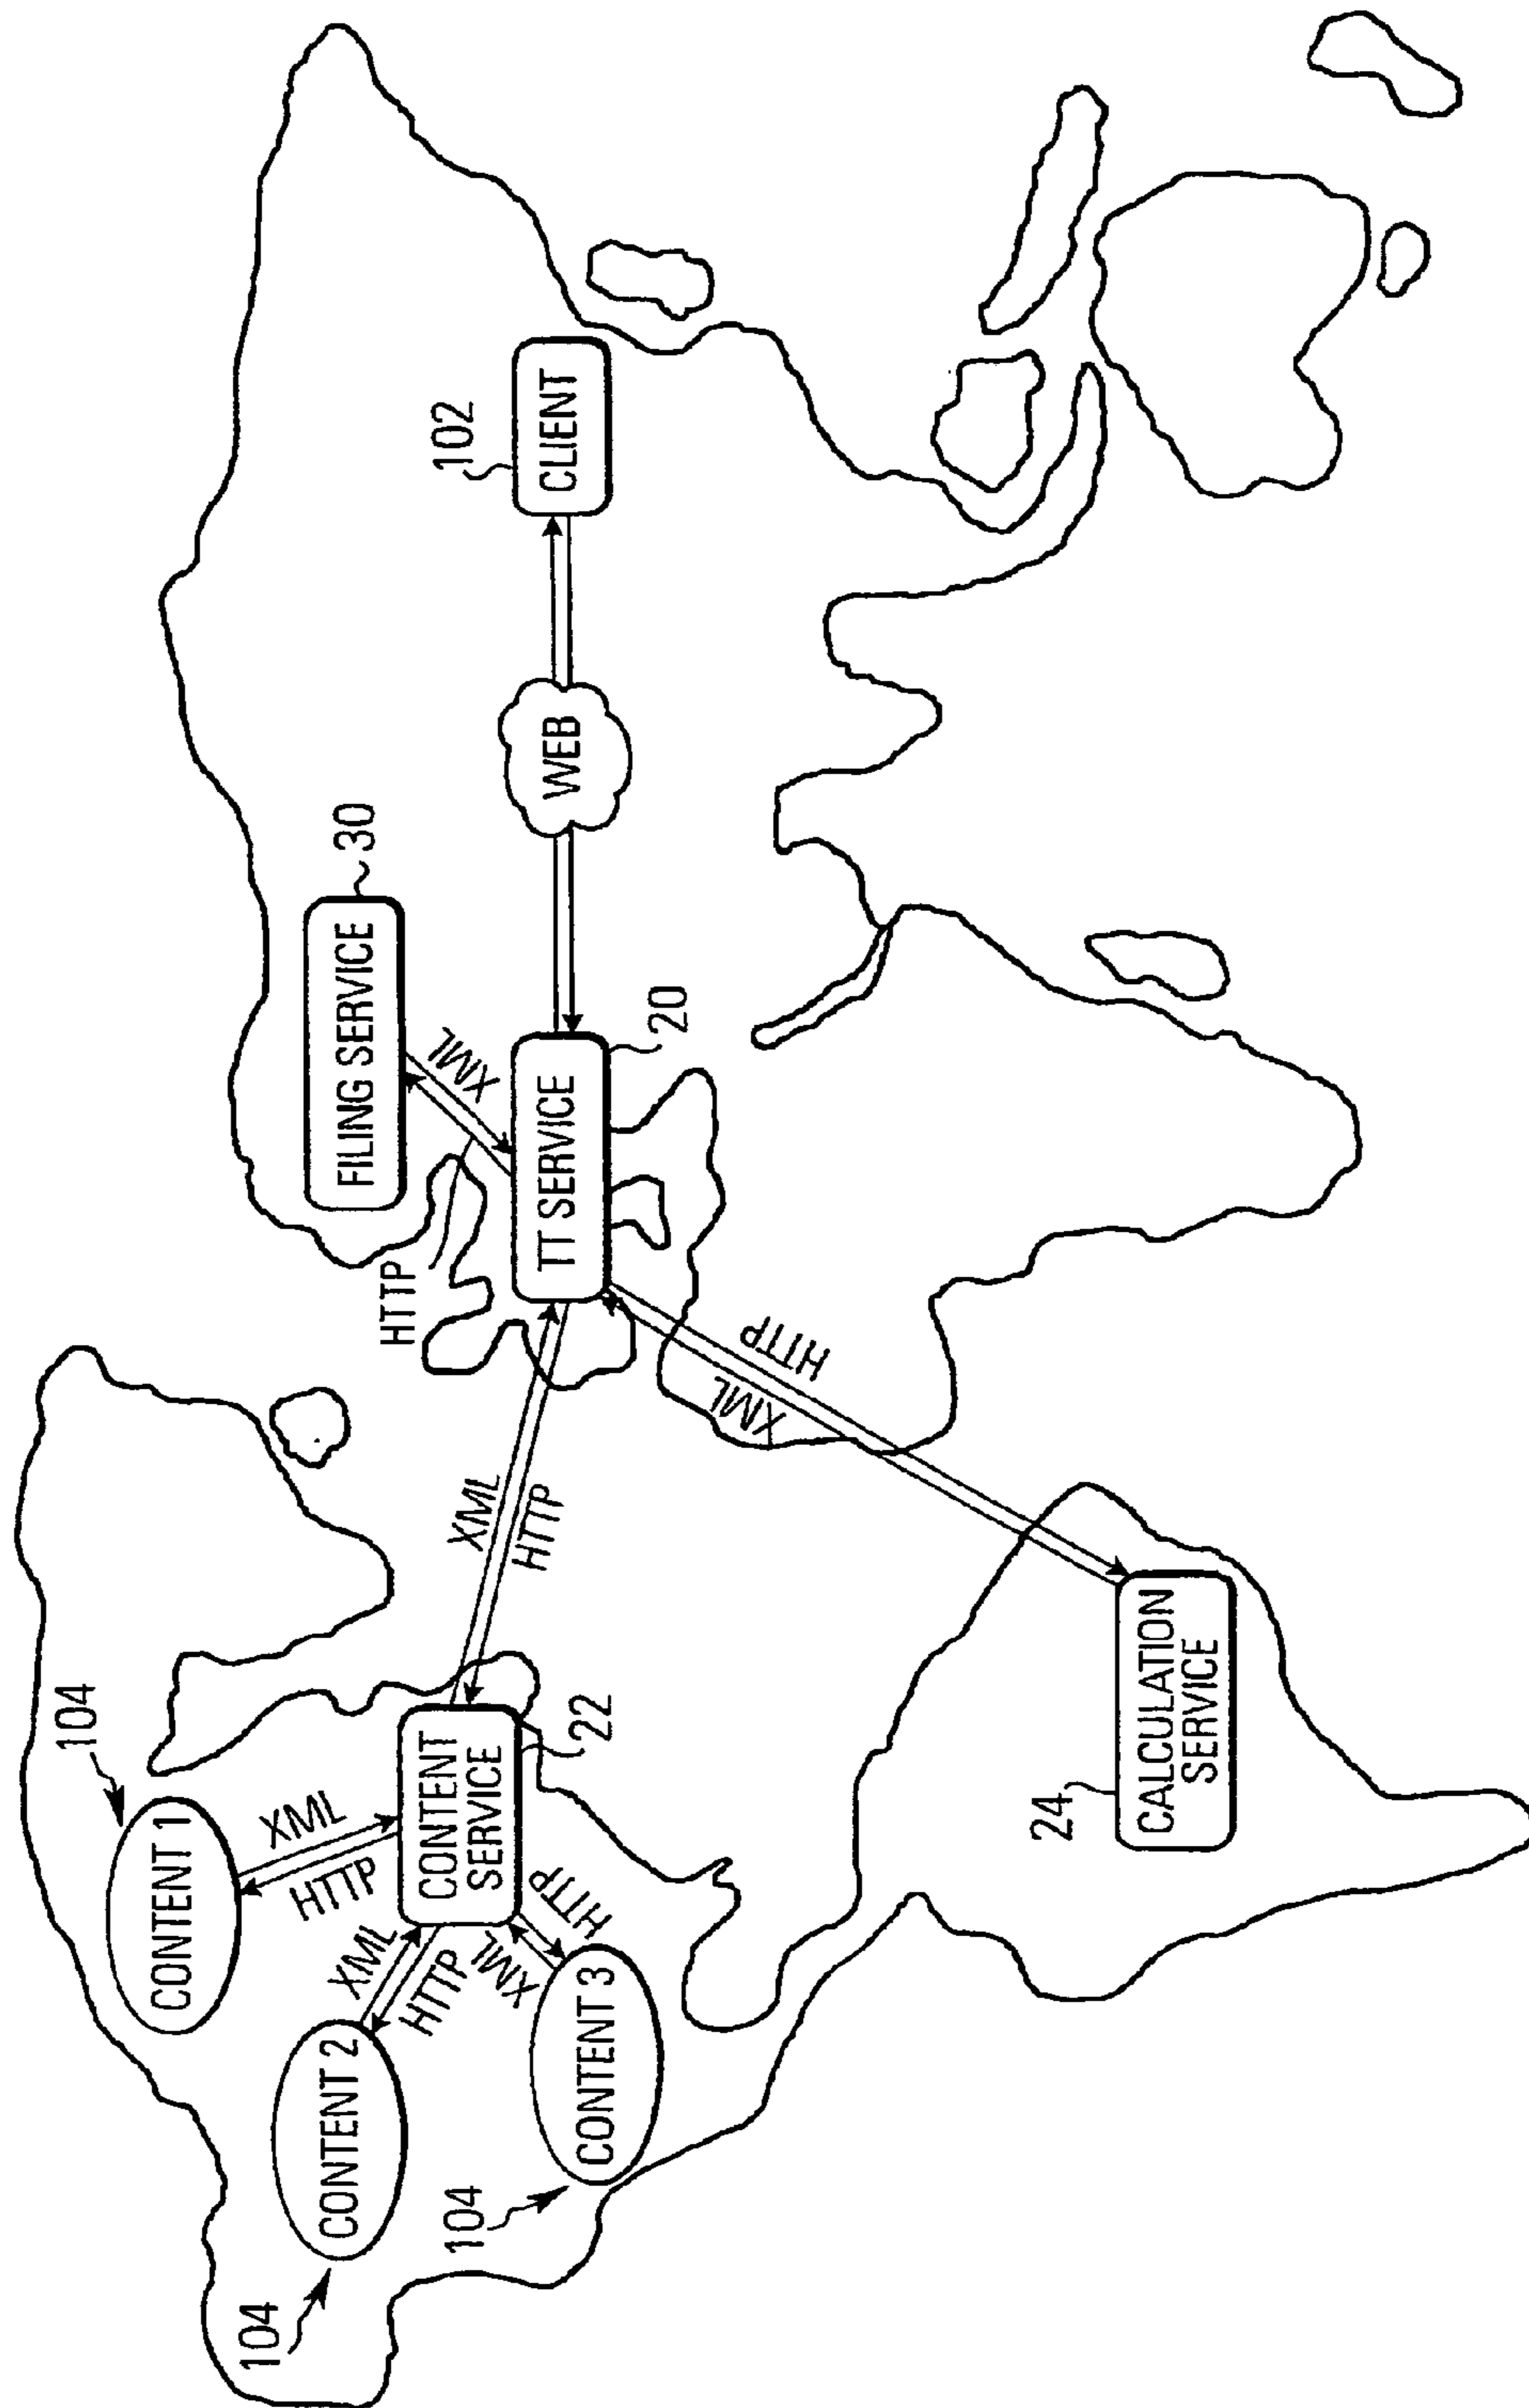 104
CONTENT 1
XML
HTTP
104
CONTENT 2
XML
HTTP
104
CONTENT 3
XML
HTTP
CONTENT
SERVICE
22
XML
HTTP
HTTP
FILING SERVICE
30
XML
TT SERVICE
20
WEB
102
CLIENT
XML
HTTP
24
CALCULATION
SERVICE